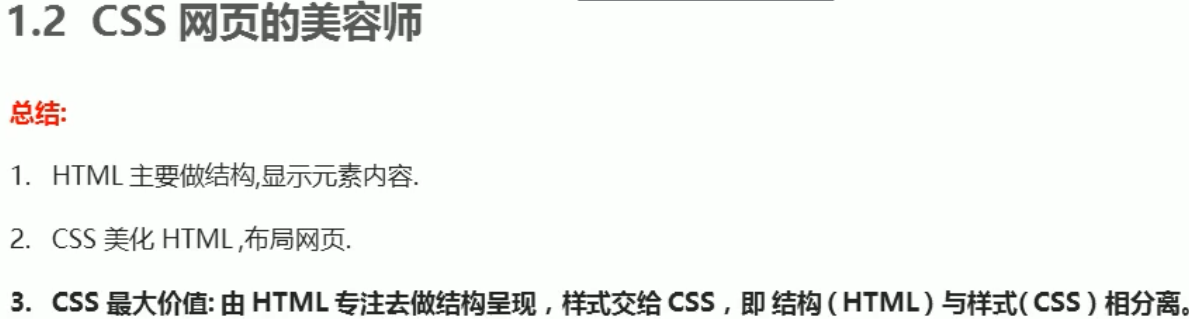 1.2 CSS 网页的美容师
总结:
1. HTML 主要做结构,显示元素内容.
2. CSS 美化 HTML ,布局网页.
3. CSS 最大价值: 由 HTML 专注去做结构呈现，样式交给 CSS，即 结构 ( HTML ) 与样式( CSS ) 相分离。